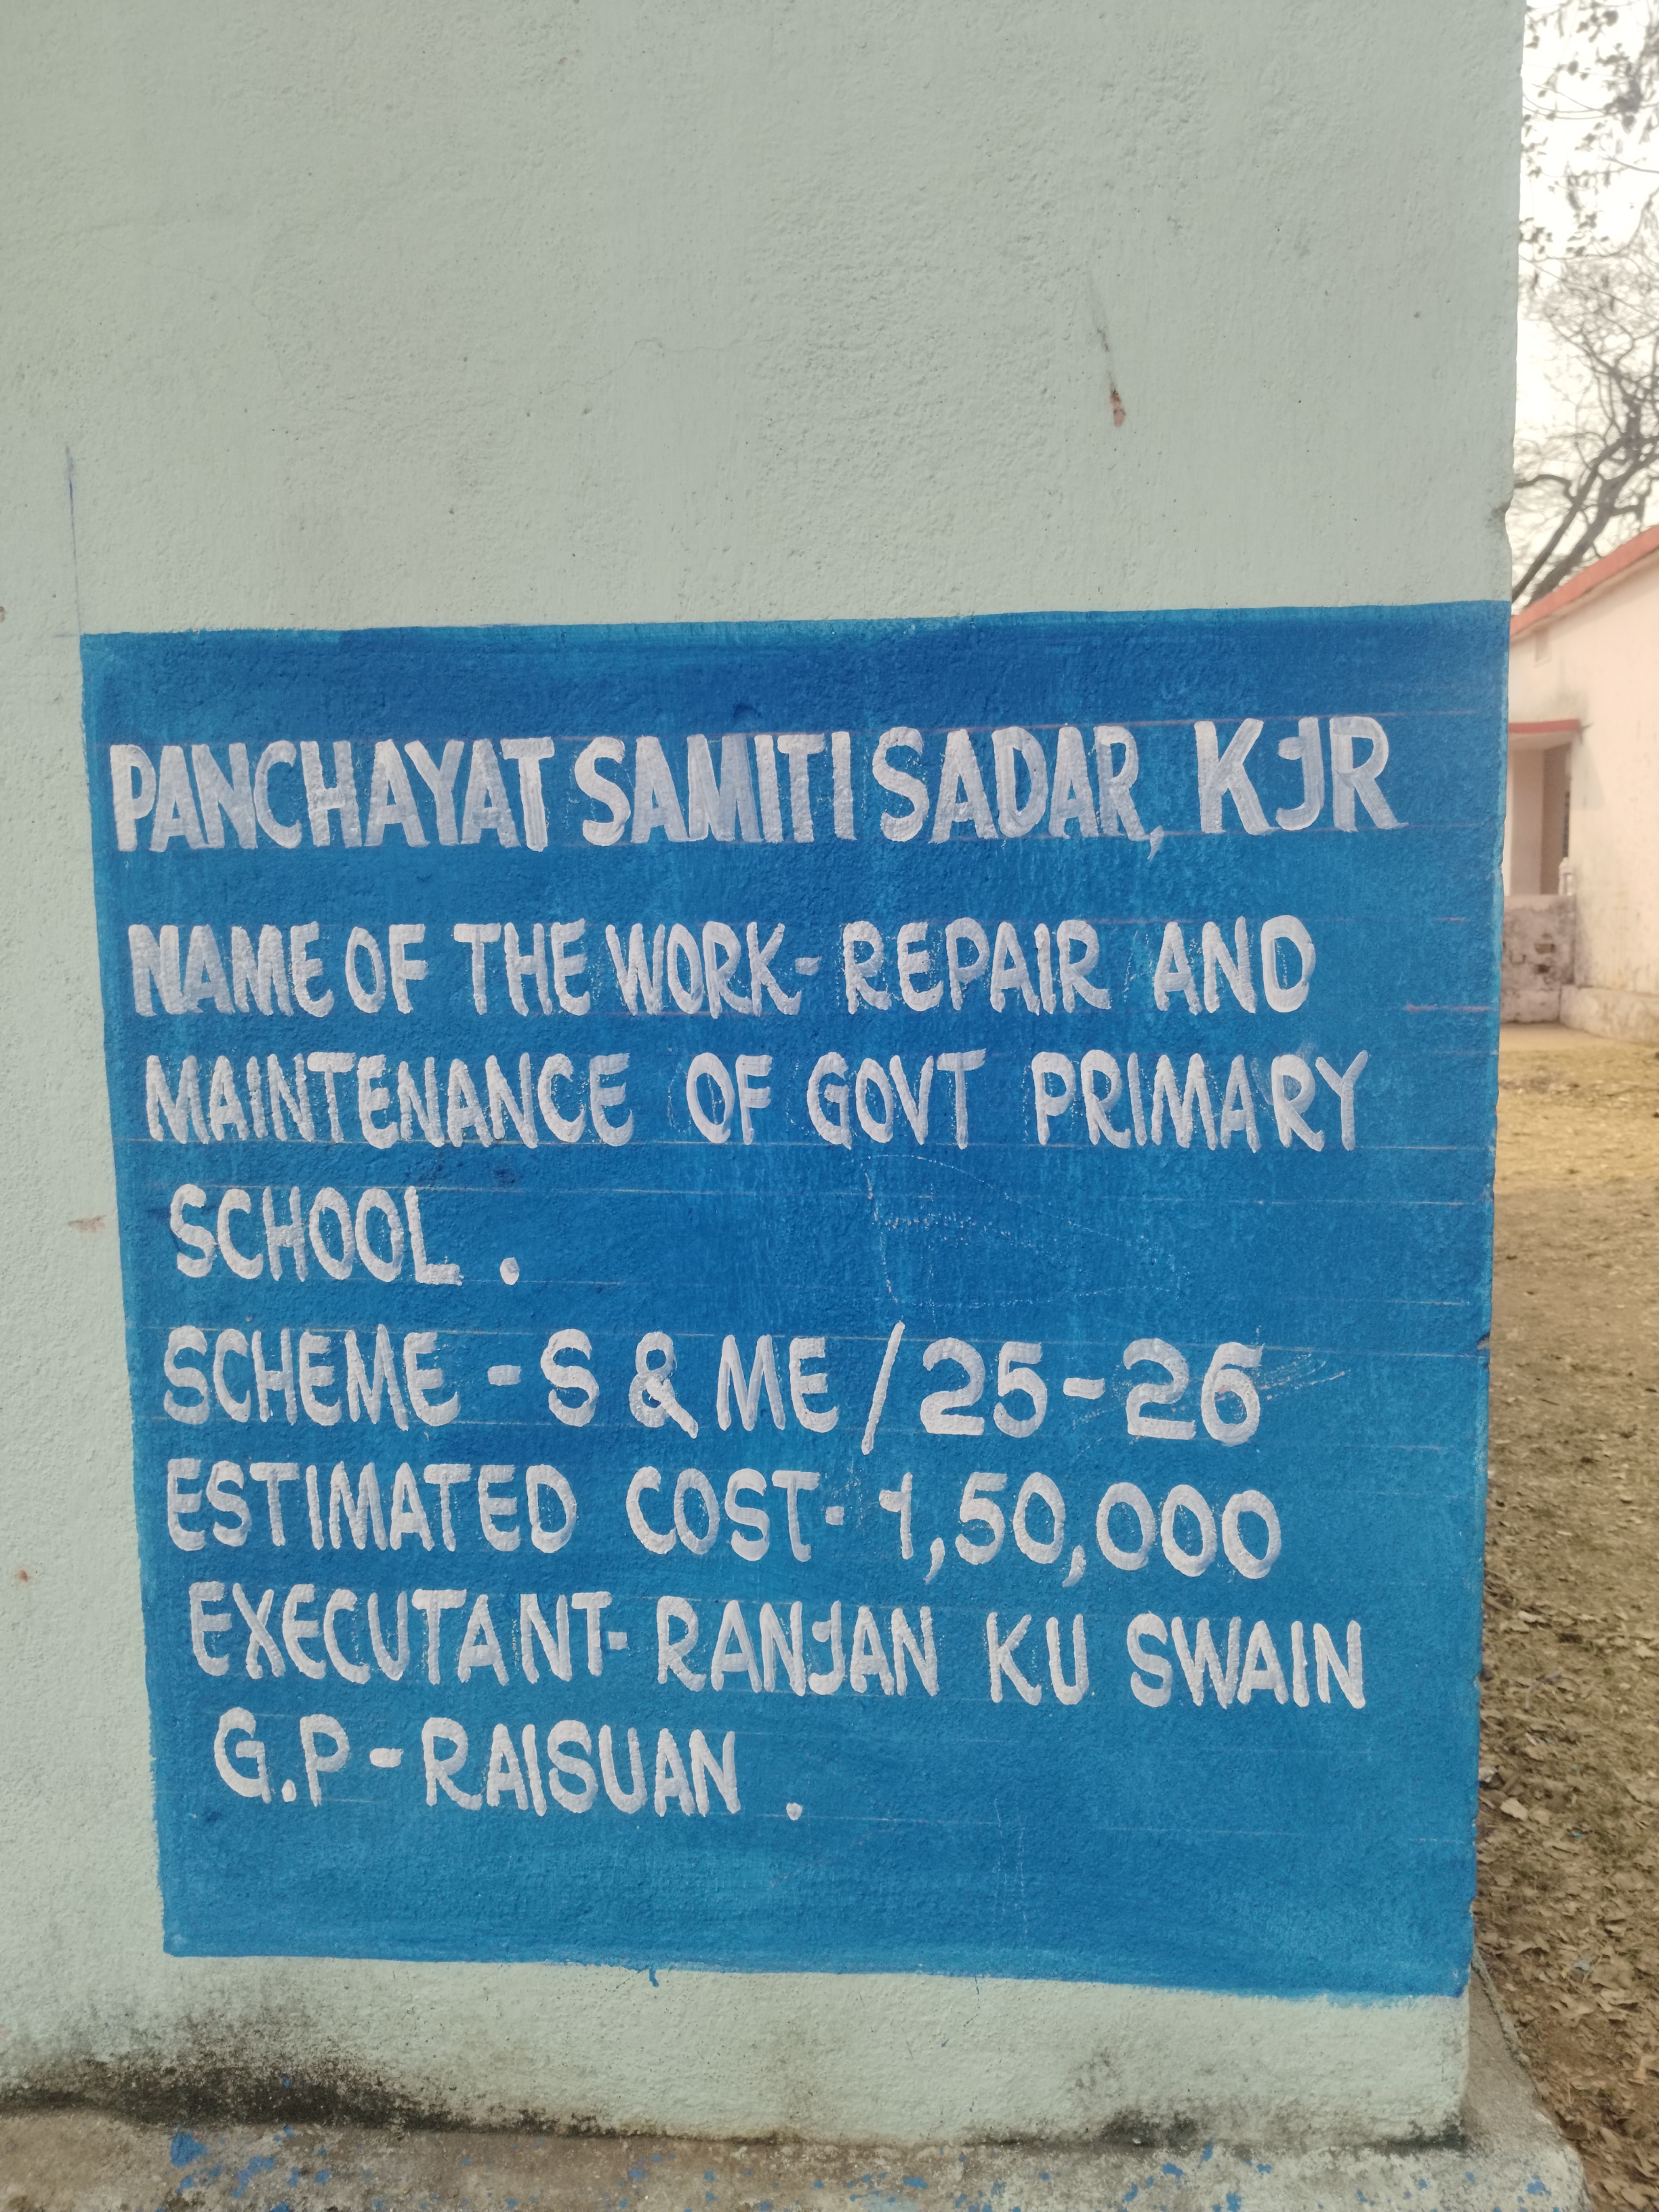 PANCHAYAT SAMITI SADAR, KJR
NAME OF THE WORK- REPAIR AND
MAINTENANCE OF GOVT PRIMARY
SCHOOL.
SCHEME - S & ME / 25-26
ESTIMATED COST- 1,50,000
EXECUTANT- RANJAN KU SWAIN
G.P - RAISUAN.